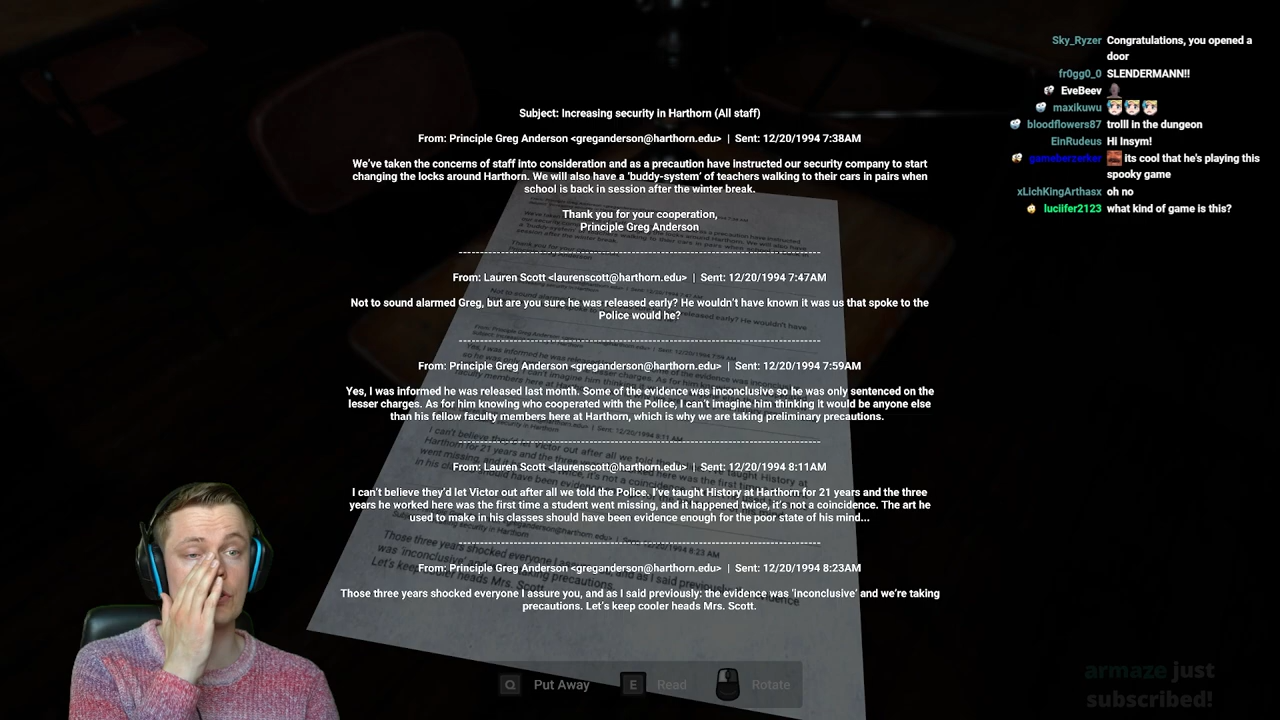 Subject: Increasing security in Harthorn (All staff)
From: Principle Greg Anderson <greganderson@harthorn.edu> | Sent: 12/20/1994 7:38AM
We've taken the concerns of staff into consideration and as a precaution have instructed our security company to start
changing the locks around Harthorn. We will also have a 'buddy-system' of teachers walking to their cars in pairs when
school is back in session after the winter break.
Thank you for your cooperation,
Principle Greg Anderson
From: Lauren Scott <laurenscott@harthorn.edu> | Sent: 12/20/1994 7:47AM
Not to sound alarmed Greg, but are you sure he was released early? He wouldn't have known it was us that spoke to the
Police would he?
From: Principle Greg Anderson <greganderson@harthorn.edu> | Sent: 12/20/1994 7:59AM
Yes, I was informed he was released last month. Some of the evidence was inconclusive so he was only sentenced on the
lesser charges. As for him knowing who cooperated with the Police, I can't imagine him thinking it would be anyone else
than his fellow faculty members here at Harthorn, which is why we are taking preliminary precautions.
From: Lauren Scott <laurenscott@harthorn.edu> | Sent: 12/20/1994 8:11AM
I can't believe they'd let Victor out after all we told the Police. I've taught History at Harthorn for 21 years and the three
years he worked here was the first time a student went missing, and it happened twice, it's not a coincidence. The art he
used to make in his classes should have been evidence enough for the poor state of his mind...
From: Principle Greg Anderson <greganderson@harthorn.edu> | Sent: 12/20/1994 8:23AM
Those three years shocked everyone I assure you, and as I said previously: the evidence was 'inconclusive' and we're taking
precautions. Let's keep cooler heads Mrs. Scott.
Q Put Away E Read Rotate
Sky_Ryzer Congratulations, you opened a
door
fr0gg0_0 SLENDERMANN!!
EveBeev
maxikuwu
bloodflowers87 trolll in the dungeon
EinRudeus Hi Insym!
gameberzerker its cool that he's playing this
spooky game
xLichKingArthasx oh no
luciifer2123 what kind of game is this?
armaze just
subscribed!